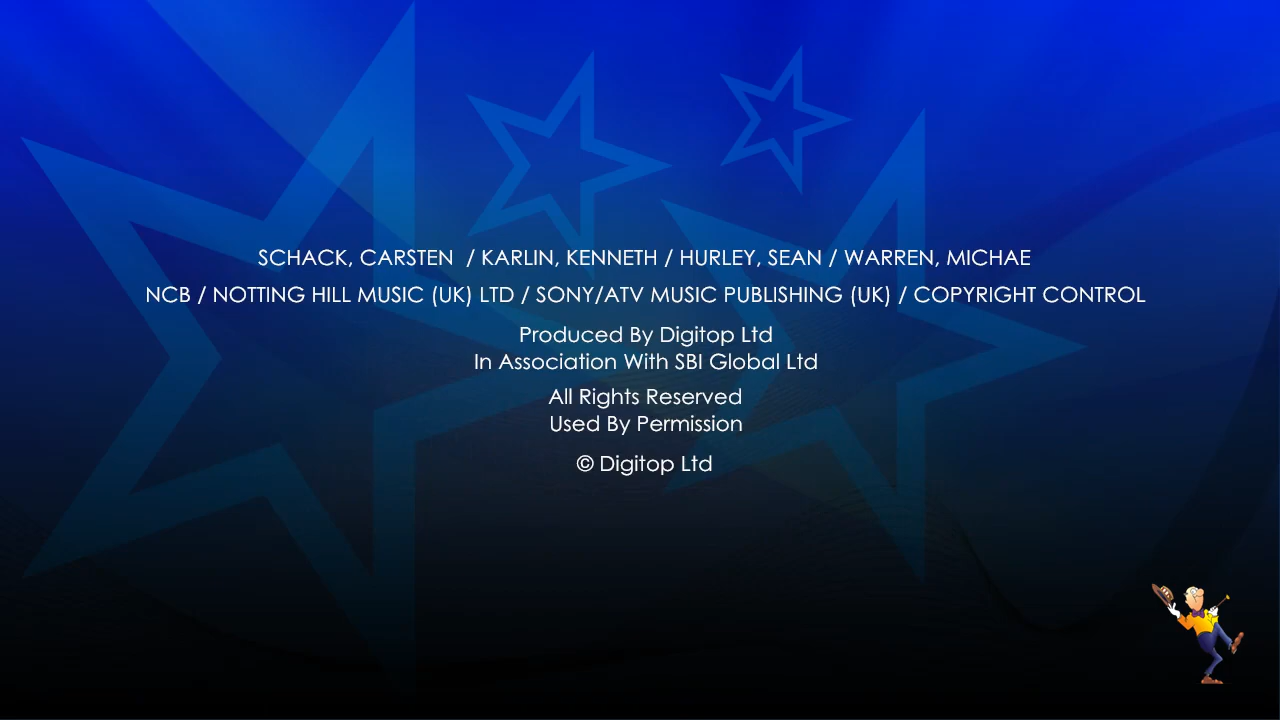 SCHACK, CARSTEN / KARLIN, KENNETH / HURLEY, SEAN / WARREN, MICHAE
NCB / NOTTING HILL MUSIC (UK) LTD / SONY/ATV MUSIC PUBLISHING (UK) / COPYRIGHT CONTROL
Produced By Digitop Ltd
In Association With SBI Global Ltd
All Rights Reserved
Used By Permission
© Digitop Ltd